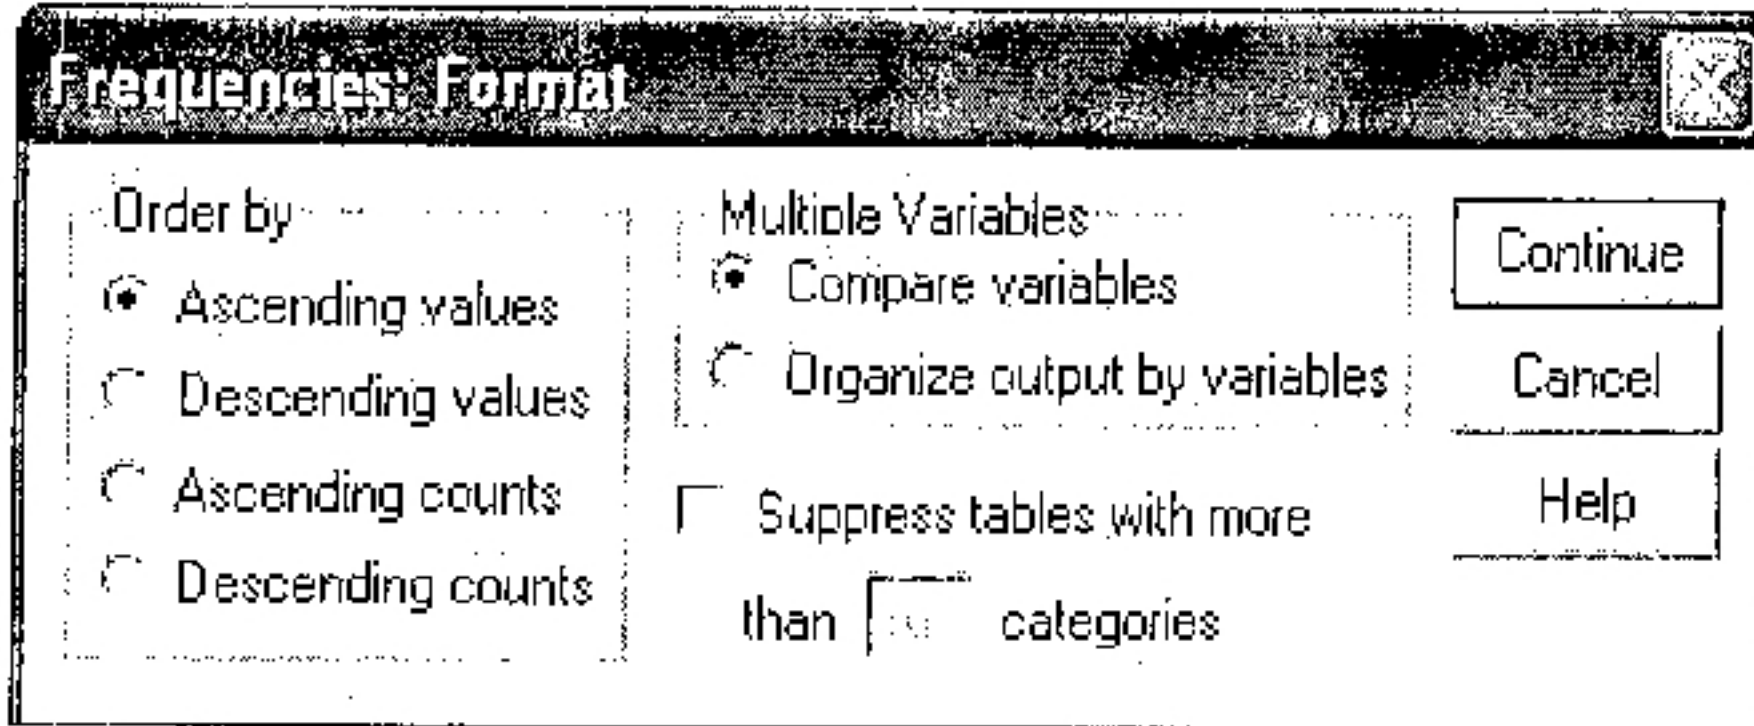 Frequencies: Format
Order by
Ascending values
Descending values
Ascending counts
Descending counts
Multiple Variables
Compare variables
Organize output by variables
Suppress tables with more
than categories
Continue
Cancel
Help